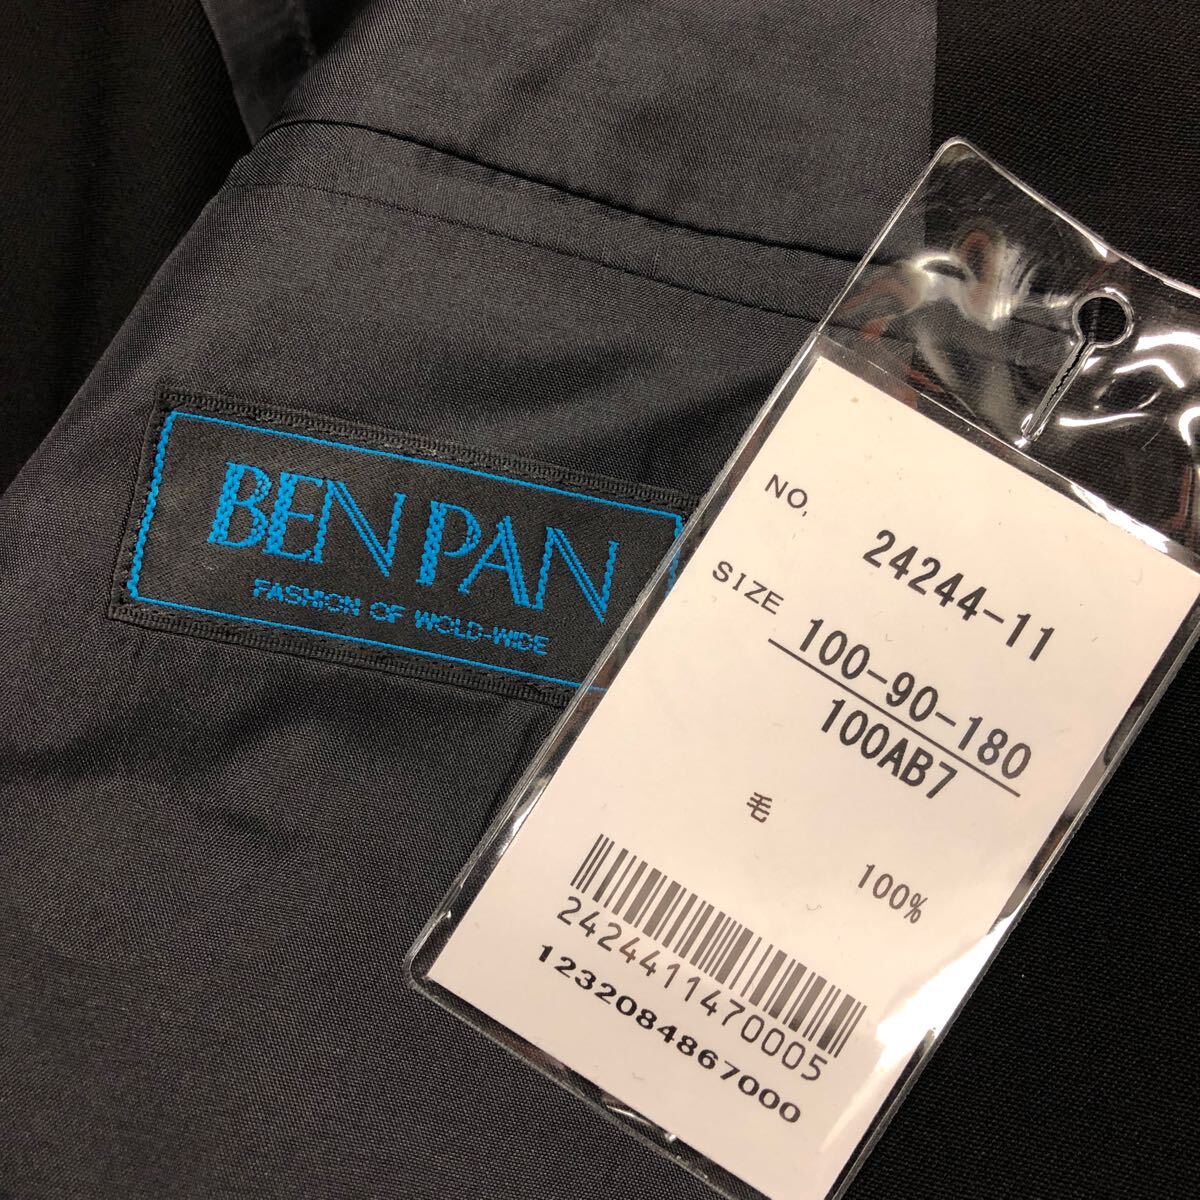 BEN PAN
FASHION OF WOLD-WIDE
NO, 24244-11
SIZE 100-90-180
100AB7
毛 100%
2424411470005
1232084867000